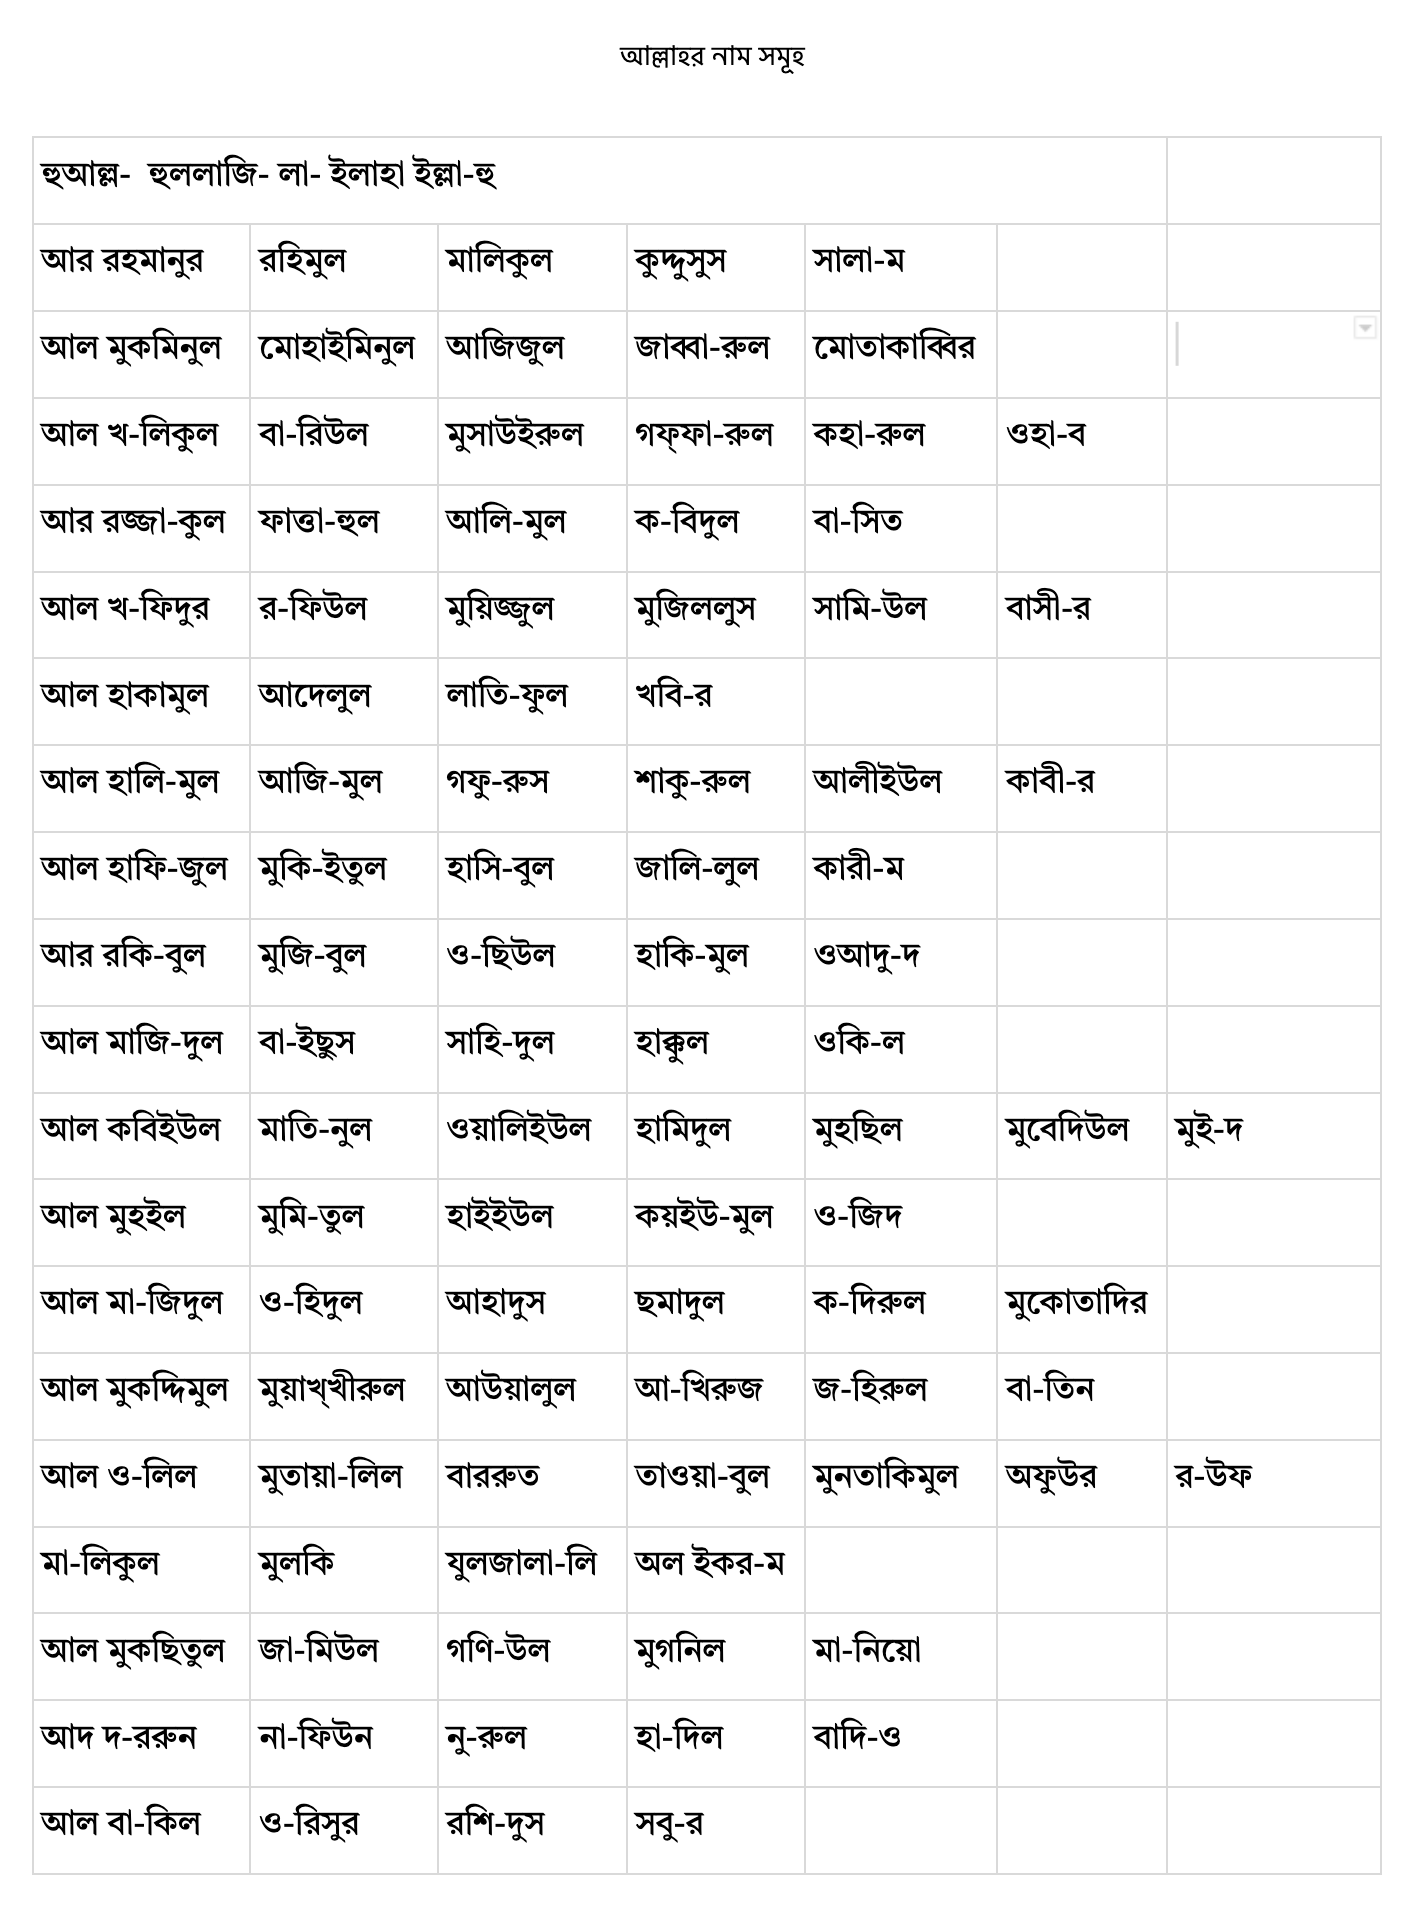 আল্লাহর নাম সমূহ
হুআল্ল- হুললাজি- লা- ইলাহা ইল্লা-হু
আর রহমানুর রহিমুল মালিকুল কুদ্দুসুস সালা-ম
আল মুকমিনুল মোহাইমিনুল আজিজুল জাব্বা-রুল মোতাকাব্বির
আল খ-লিকুল বা-রিউল মুসাউইরুল গফ্ফা-রুল কহা-রুল ওহা-ব
আর রজ্জা-কুল ফাত্তা-হুল আলি-মুল ক-বিদুল বা-সিত
আল খ-ফিদুর র-ফিউল মুয়িজ্জুল মুজিললুস সামি-উল বাসী-র
আল হাকামুল আদেলুল লাতি-ফুল খবি-র
আল হালি-মুল আজি-মুল গফু-রুস শাকু-রুল আলীইউল কাবী-র
আল হাফি-জুল মুকি-ইতুল হাসি-বুল জালি-লুল কারী-ম
আর রকি-বুল মুজি-বুল ও-ছিউল হাকি-মুল ওআদু-দ
আল মাজি-দুল বা-ইছুস সাহি-দুল হাক্কুল ওকি-ল
আল কবিইউল মাতি-নুল ওয়ালিইউল হামিদুল মুহছিল মুবেদিউল মুই-দ
আল মুহইল মুমি-তুল হাইইউল কয়ইউ-মুল ও-জিদ
আল মা-জিদুল ও-হিদুল আহাদুস ছমাদুল ক-দিরুল মুকোতাদির
আল মুকদ্দিমুল মুয়াখ্খীরুল আউয়ালুল আ-খিরুজ জ-হিরুল বা-তিন
আল ও-লিল মুতায়া-লিল বাররুত তাওয়া-বুল মুনতাকিমুল অফুউর র-উফ
মা-লিকুল মুলকি যুলজালা-লি অল ইকর-ম
আল মুকছিতুল জা-মিউল গণি-উল মুগনিল মা-নিয়ো
আদ দ-ররুন না-ফিউন নু-রুল হা-দিল বাদি-ও
আল বা-কিল ও-রিসুর রশি-দুস সবু-র